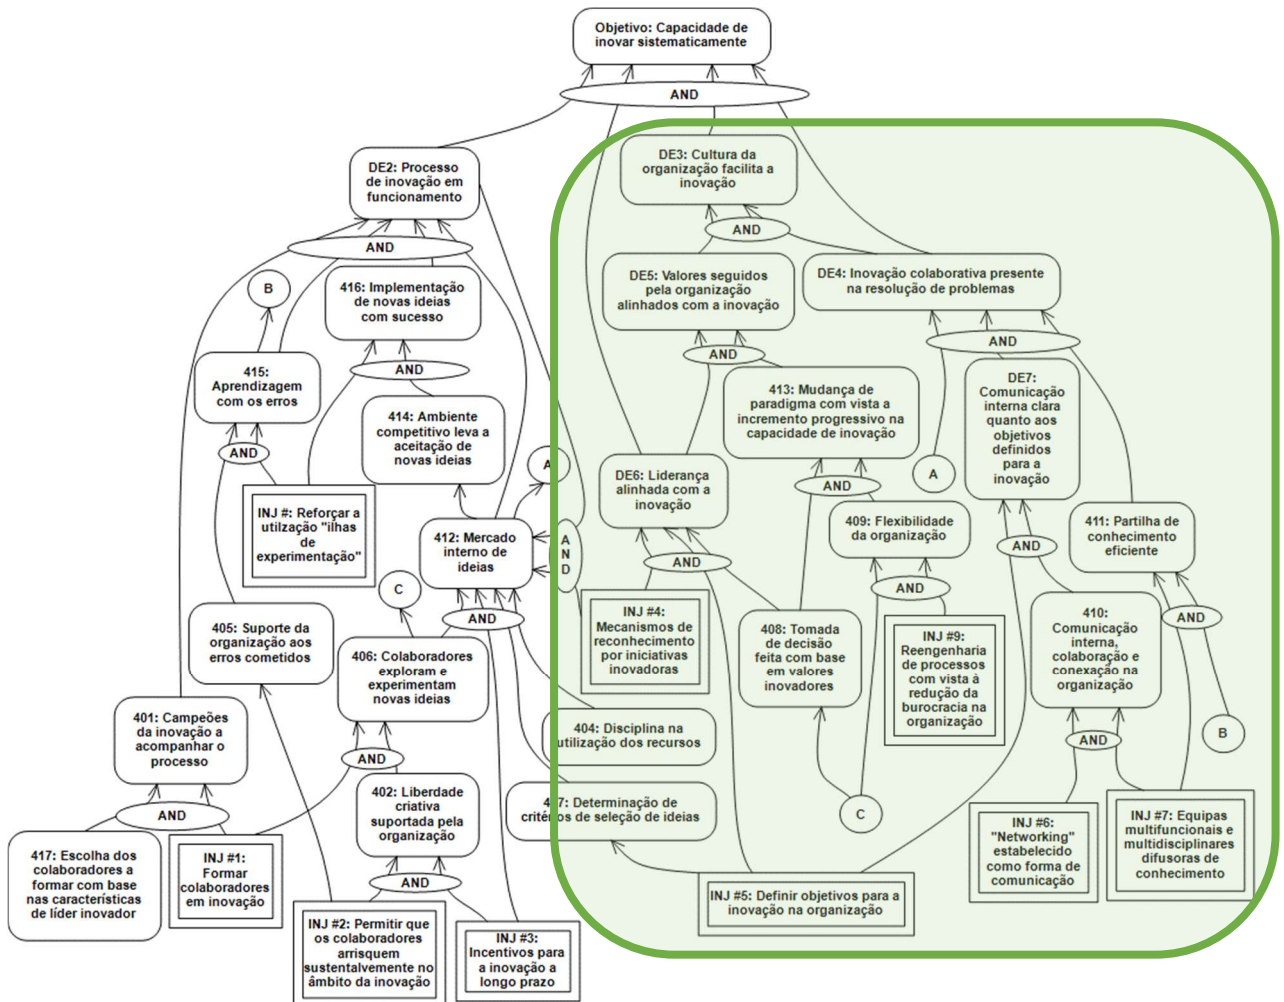 Objetivo: Capacidade de
inovar sistematicamente
AND
DE2: Processo
de inovação em
funcionamento
DE3: Cultura da
organização facilita a
inovação
AND
AND
B
416: Implementação
de novas ideias
com sucesso
DE5: Valores seguidos
pela organização
alinhados com a inovação
DE4: Inovação colaborativa presente
na resolução de problemas
AND
AND
AND
415:
Aprendizagem
com os erros
413: Mudança de
paradigma com vista a
incremento progressivo na
capacidade de inovação
DE7:
Comunicação
interna clara
quanto aos
objetivos
definidos
para a
inovação
414: Ambiente
competitivo leva a
aceitação de
novas ideias
AND
A
DE6: Liderança
alinhada com a
inovação
AND
A
INJ #: Reforçar a
utilzação "ilhas
de
experimentação"
412: Mercado
interno de
ideias
A
N
D
409: Flexibilidade
da organização
411: Partilha de
conhecimento
eficiente
AND
AND
C
AND
AND
405: Suporte da
organização aos
erros cometidos
406: Colaboradores
exploram e
experimentam
novas ideias
AND
INJ #4:
Mecanismos de
reconhecimento
por iniciativas
inovadoras
408: Tomada
de decisão
feita com base
em valores
inovadores
INJ #9:
Reengenharia
de processos
com vista à
redução da
burocracia na
organização
410:
Comunicação
interna,
colaboração e
conexação na
organização
AND
401: Campeões
da inovação a
acompanhar o
processo
404: Disciplina na
utilização dos recursos
B
AND
AND
402: Liberdade
criativa
suportada pela
organização
Determinação de
critérios de seleção de ideias
C
AND
417: Escolha dos
colaboradores a
formar com base
nas características
de líder inovador
INJ #1:
Formar
colaboradores
em inovação
AND
INJ #5: Definir objetivos para a
inovação na organização
INJ #6:
"Networking"
estabelecido
como forma de
comunicação
INJ #7: Equipas
multifuncionais e
multidisciplinares
difusoras de
conhecimento
INJ #2: Permitir que
os colaboradores
arrisquem
sustentalvemente no
âmbito da inovação
INJ #3:
Incentivos para
a inovação a
longo prazo